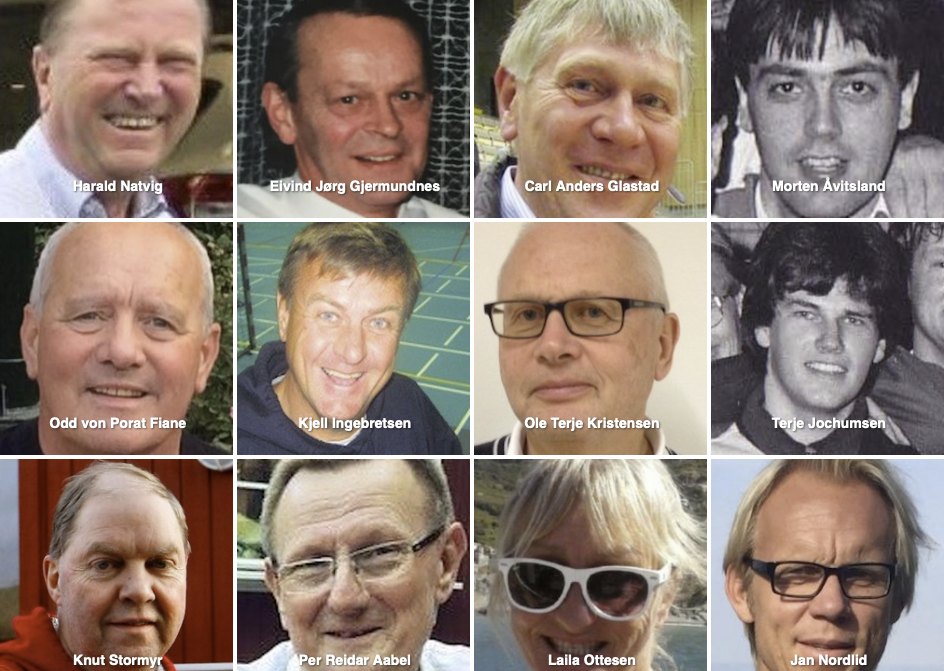 Harald Natvig
Eivind Jørg Gjermundnes
Carl Anders Glastad
Morten Åvitsland
Odd von Porat Flane
Kjell Ingebretsen
Ole Terje Kristensen
Terje Jochumsen
Knut Stormyr
Per Reidar Aabel
Laila Ottesen
Jan Nordlid